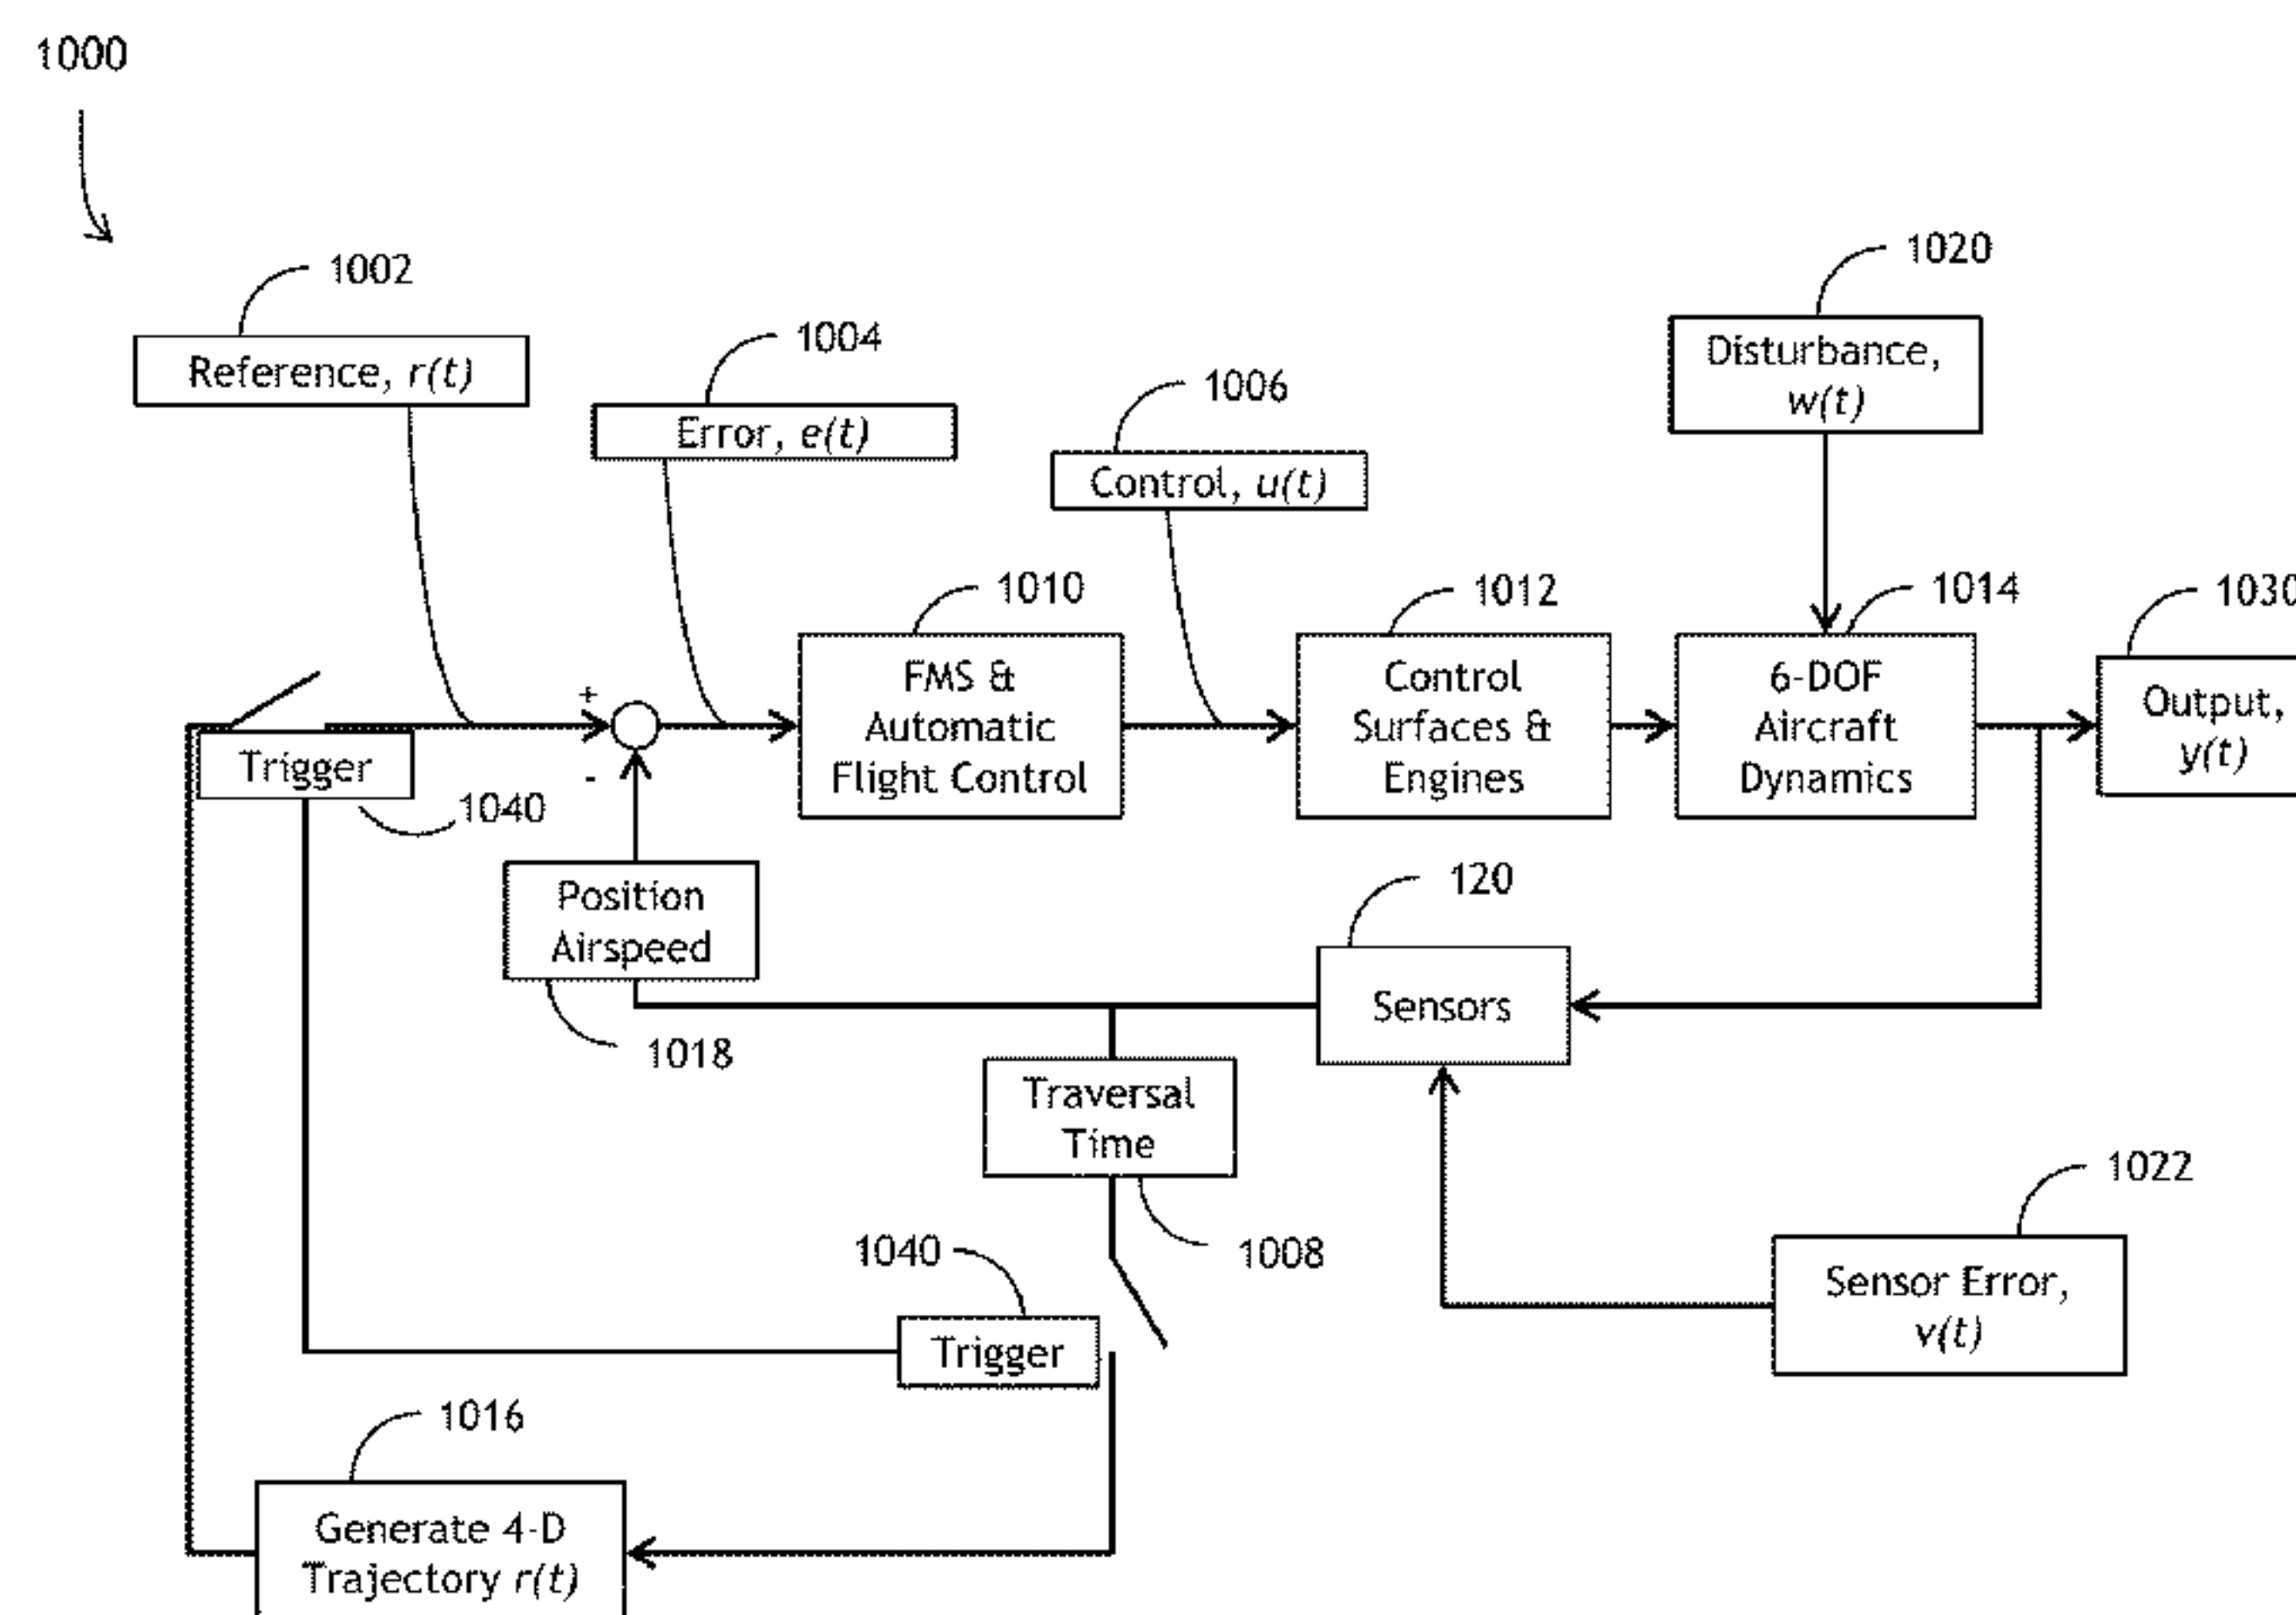 1000
1002
Reference, r(t)
1004
Error, e(t)
1006
Control, u(t)
1020
Disturbance,
w(t)
1010
FMS &
Automatic
Flight Control
1012
Control
Surfaces &
Engines
1014
6-DOF
Aircraft
Dynamics
1030
Output,
y(t)
+
-
Trigger
1040
Position
Airspeed
1018
120
Sensors
Traversal
Time
1008
1022
Sensor Error,
v(t)
1040
Trigger
1016
Generate 4-D
Trajectory r(t)